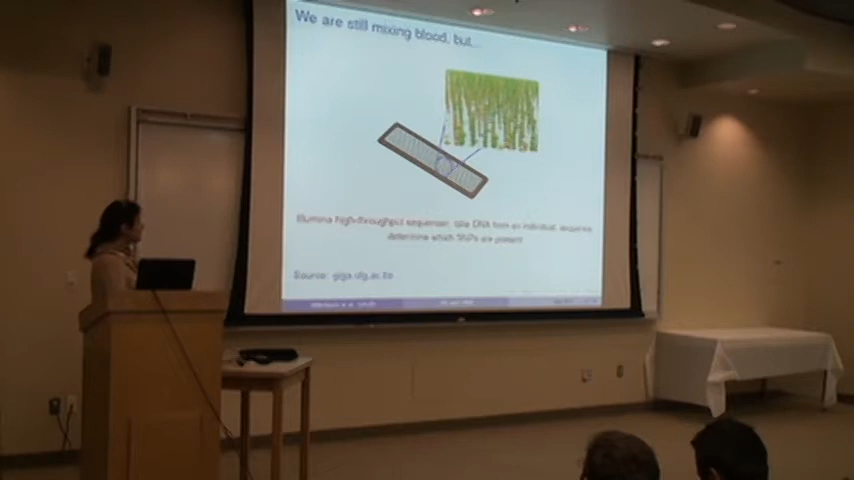 We are still mixing blood, but...
Illumina high-throughput sequencer, take DNA from an individual, sequence,
determine which SNPs are present
Source: giga.ulg.ac.be